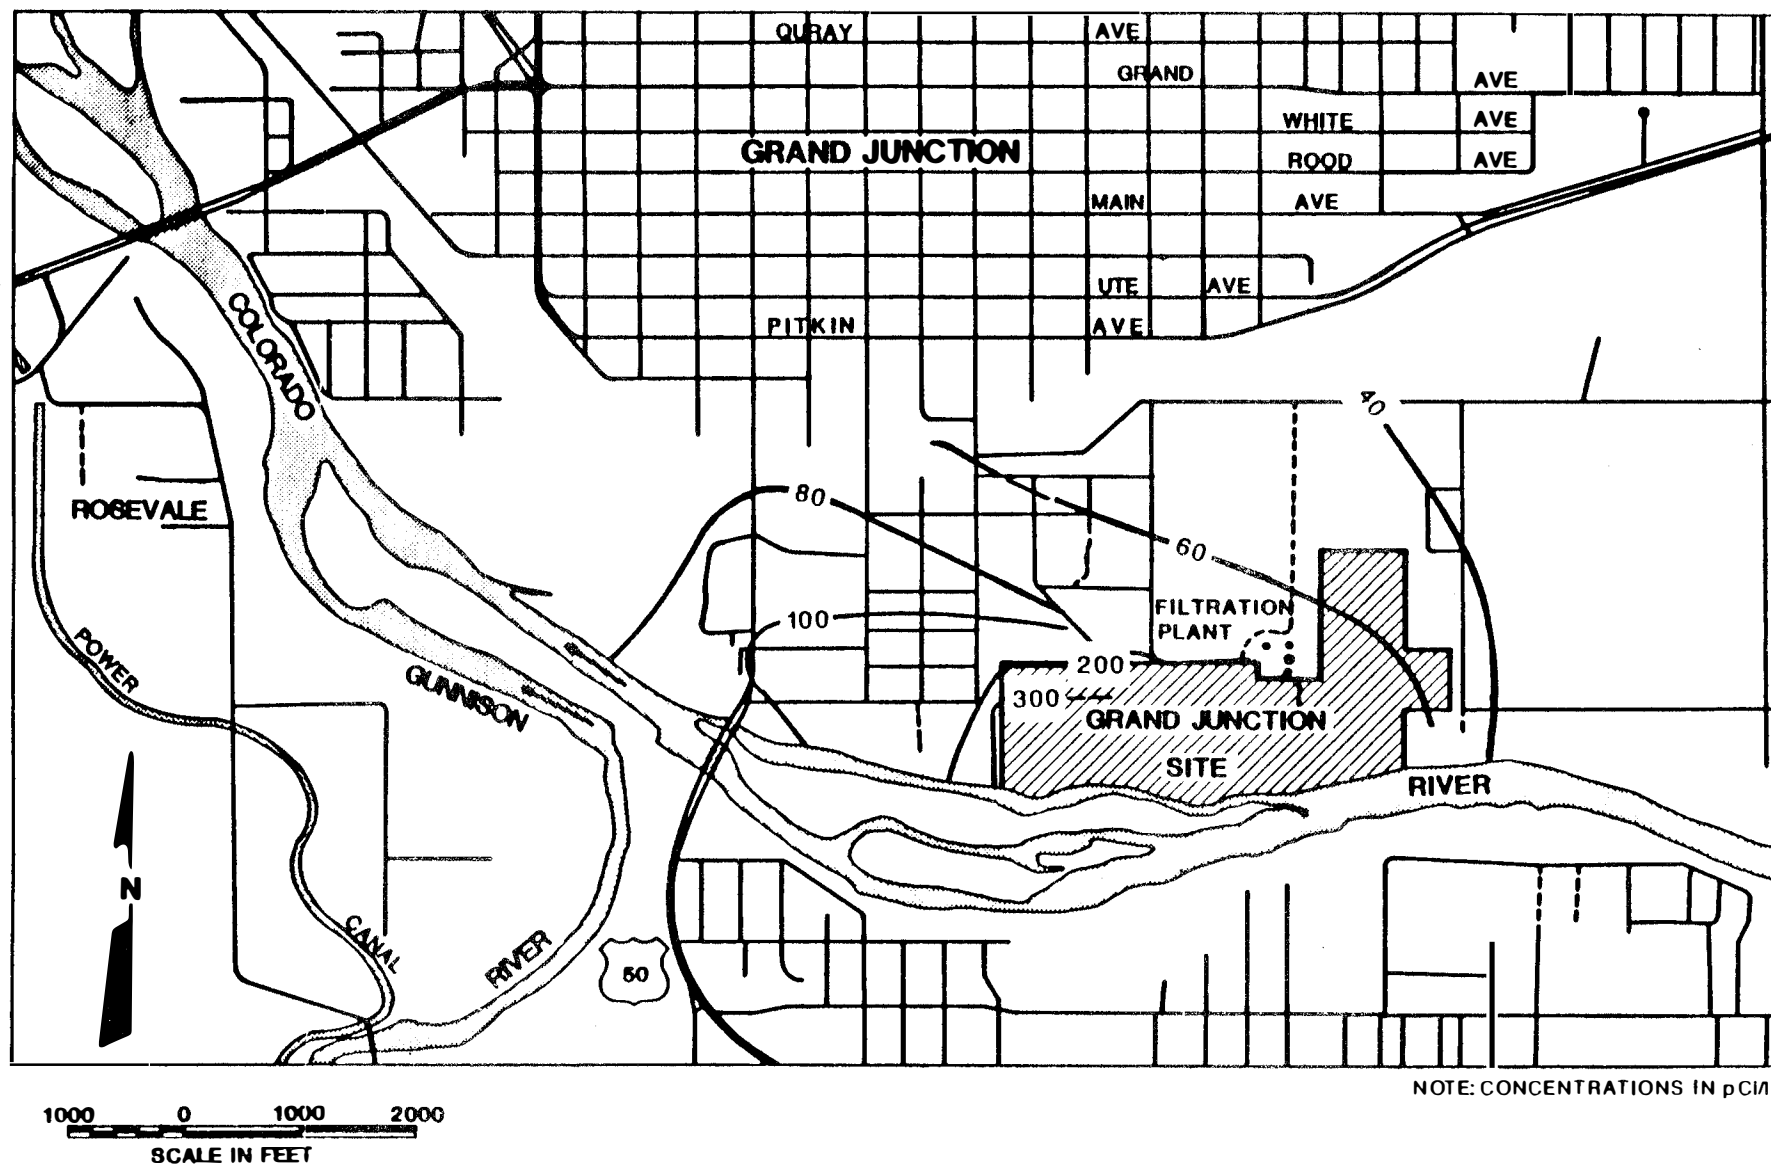 QURAY AVE
GRAND AVE
WHITE AVE
GRAND JUNCTION
ROOD AVE
MAIN AVE
UTE AVE
PITKIN AVE
COLORADO
40
ROSEVALE
80
60
FILTRATION
PLANT
100
200
300
POWER
GUNNISON
GRAND JUNCTION
SITE
RIVER
N
CANAL
RIVER
50
NOTE: CONCENTRATIONS IN pCi/l
1000 0 1000 2000
SCALE IN FEET